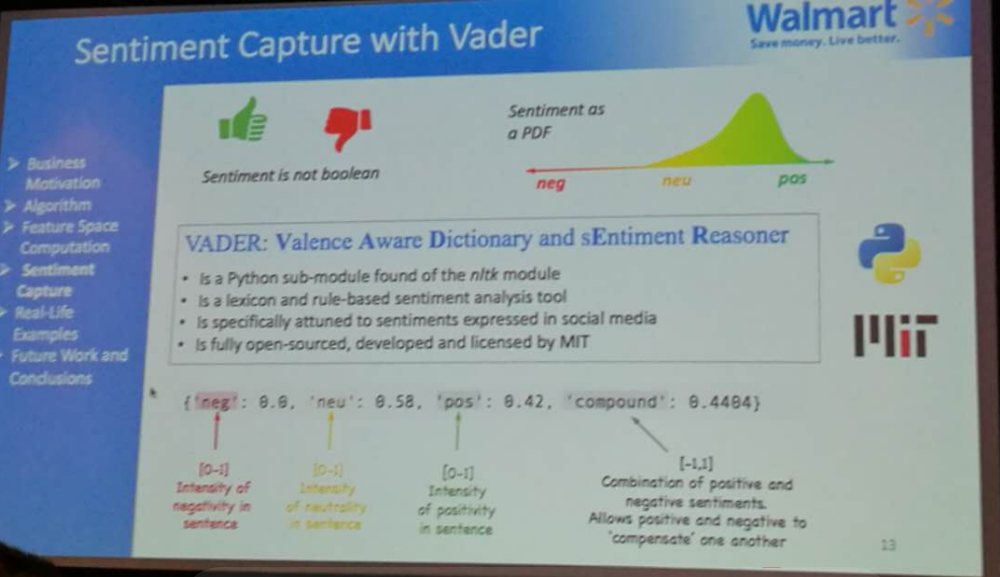 Sentiment Capture with Vader
Walmart
Save money. Live better.
➢ Business
Motivation
➢ Algorithm
➢ Feature Space
Computation
➢ Sentiment
Capture
➢ Real-Life
Examples
➢ Future Work and
Conclusions
Sentiment is not boolean
Sentiment as
a PDF
neg
neu
pos
VADER: Valence Aware Dictionary and sEntiment Reasoner
• Is a Python sub-module found of the nltk module
• Is a lexicon and rule-based sentiment analysis tool
• Is specifically attuned to sentiments expressed in social media
• Is fully open-sourced, developed and licensed by MIT
MIT
{'neg': 0.0, 'neu': 0.58, 'pos': 0.42, 'compound': 0.4404}
[0-1]
Intensity of
negativity in
sentence
[0-1]
Intensity
of neutrality
in sentence
[0-1]
Intensity
of positivity
in sentence
[-1,1]
Combination of positive and
negative sentiments.
Allows positive and negative to
'compensate' one another
13